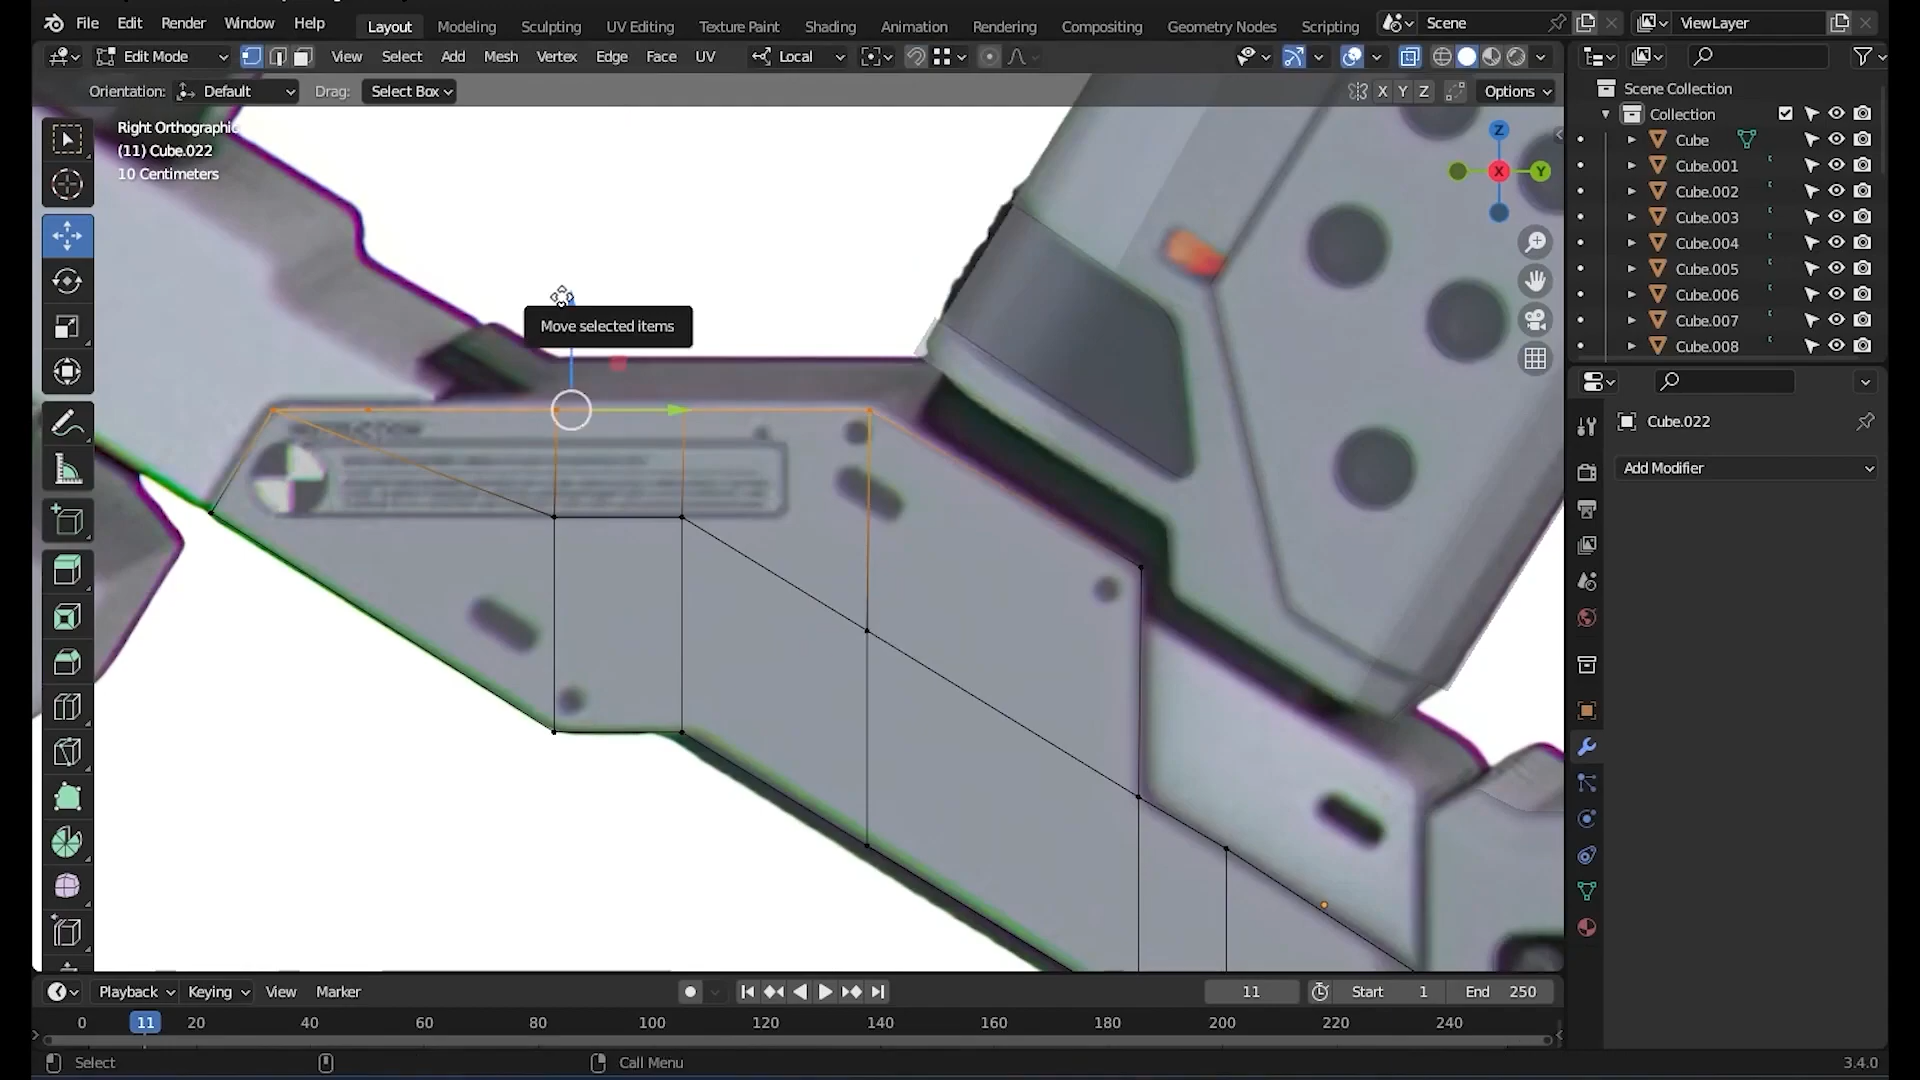 File Edit Render Window Help Layout Modeling Sculpting UV Editing Texture Paint Shading Animation Rendering Compositing Geometry Nodes Scripting Scene ViewLayer
Edit Mode View Select Add Mesh Vertex Edge Face UV Local
Orientation: Default Drag: Select Box X Y Z Options
Right Orthographic
(11) Cube.022
10 Centimeters
Z
X
Y
Move selected items
Scene Collection
Collection
Cube
Cube.001
Cube.002
Cube.003
Cube.004
Cube.005
Cube.006
Cube.007
Cube.008
Cube.022
Add Modifier
Playback Keying View Marker 11 Start 1 End 250
0 11 20 40 60 80 100 120 140 160 180 200 220 240
Select Call Menu 3.4.0